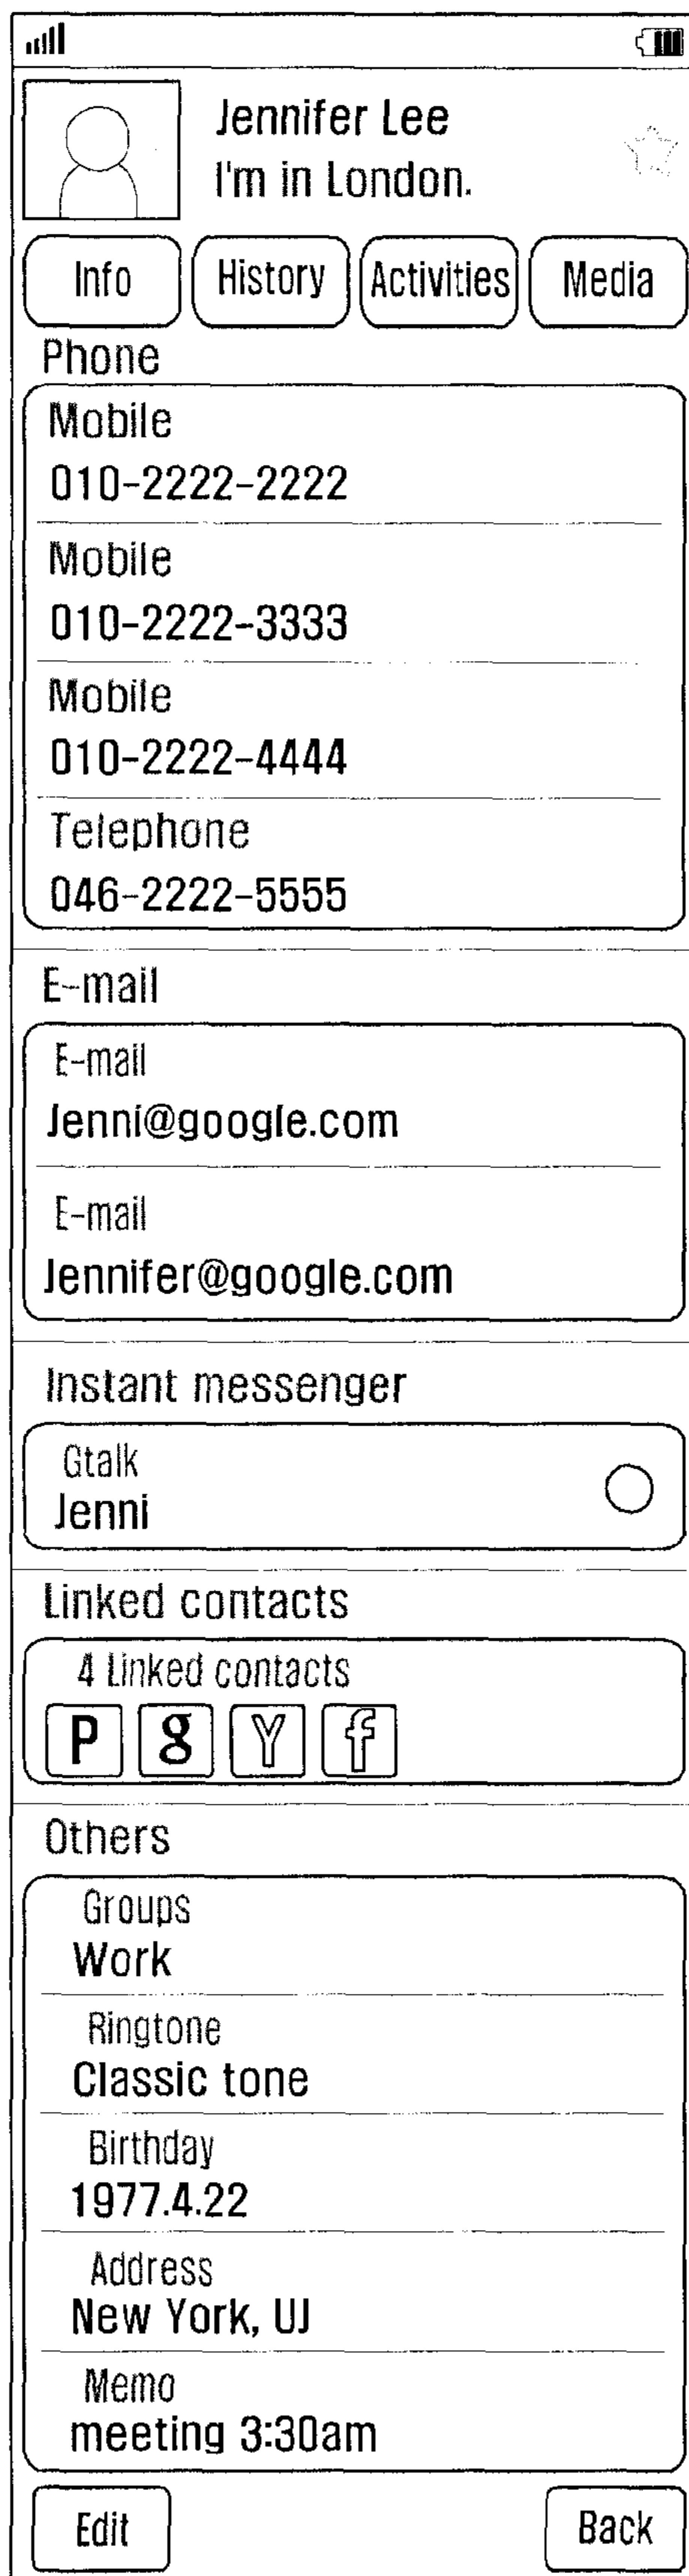 Jennifer Lee
I'm in London.
Info History Activities Media
Phone
Mobile
010-2222-2222
Mobile
010-2222-3333
Mobile
010-2222-4444
Telephone
046-2222-5555
E-mail
E-mail
Jenni@google.com
E-mail
Jennifer@google.com
Instant messenger
Gtalk
Jenni
Linked contacts
4 Linked contacts
P g Y f
Others
Groups
Work
Ringtone
Classic tone
Birthday
1977.4.22
Address
New York, UJ
Memo
meeting 3:30am
Edit Back